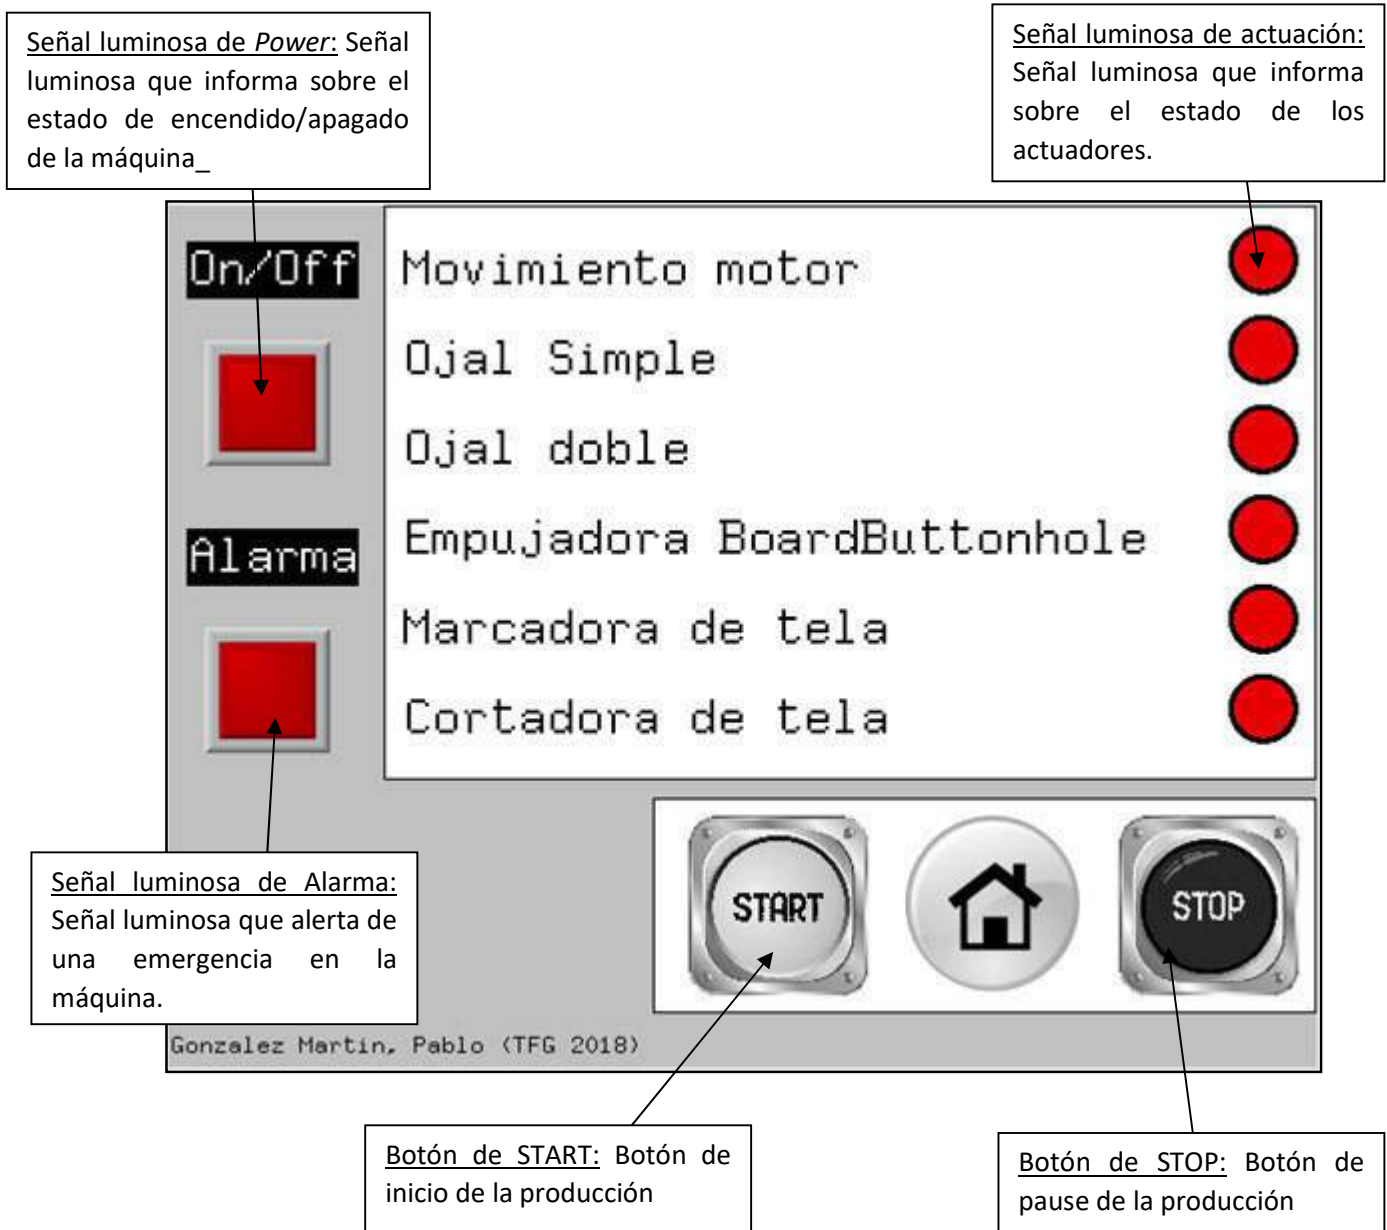 Señal luminosa de Power: Señal
luminosa que informa sobre el
estado de encendido/apagado
de la máquina_
Señal luminosa de actuación:
Señal luminosa que informa
sobre el estado de los
actuadores.
On/Off
Movimiento motor
Ojal Simple
Ojal doble
Empujadora BoardButtonhole
Alarma
Marcadora de tela
Cortadora de tela
Señal luminosa de Alarma:
Señal luminosa que alerta de
una emergencia en la
máquina.
START
STOP
Gonzalez Martin, Pablo (TFG 2018)
Botón de START: Botón de
inicio de la producción
Botón de STOP: Botón de
pause de la producción